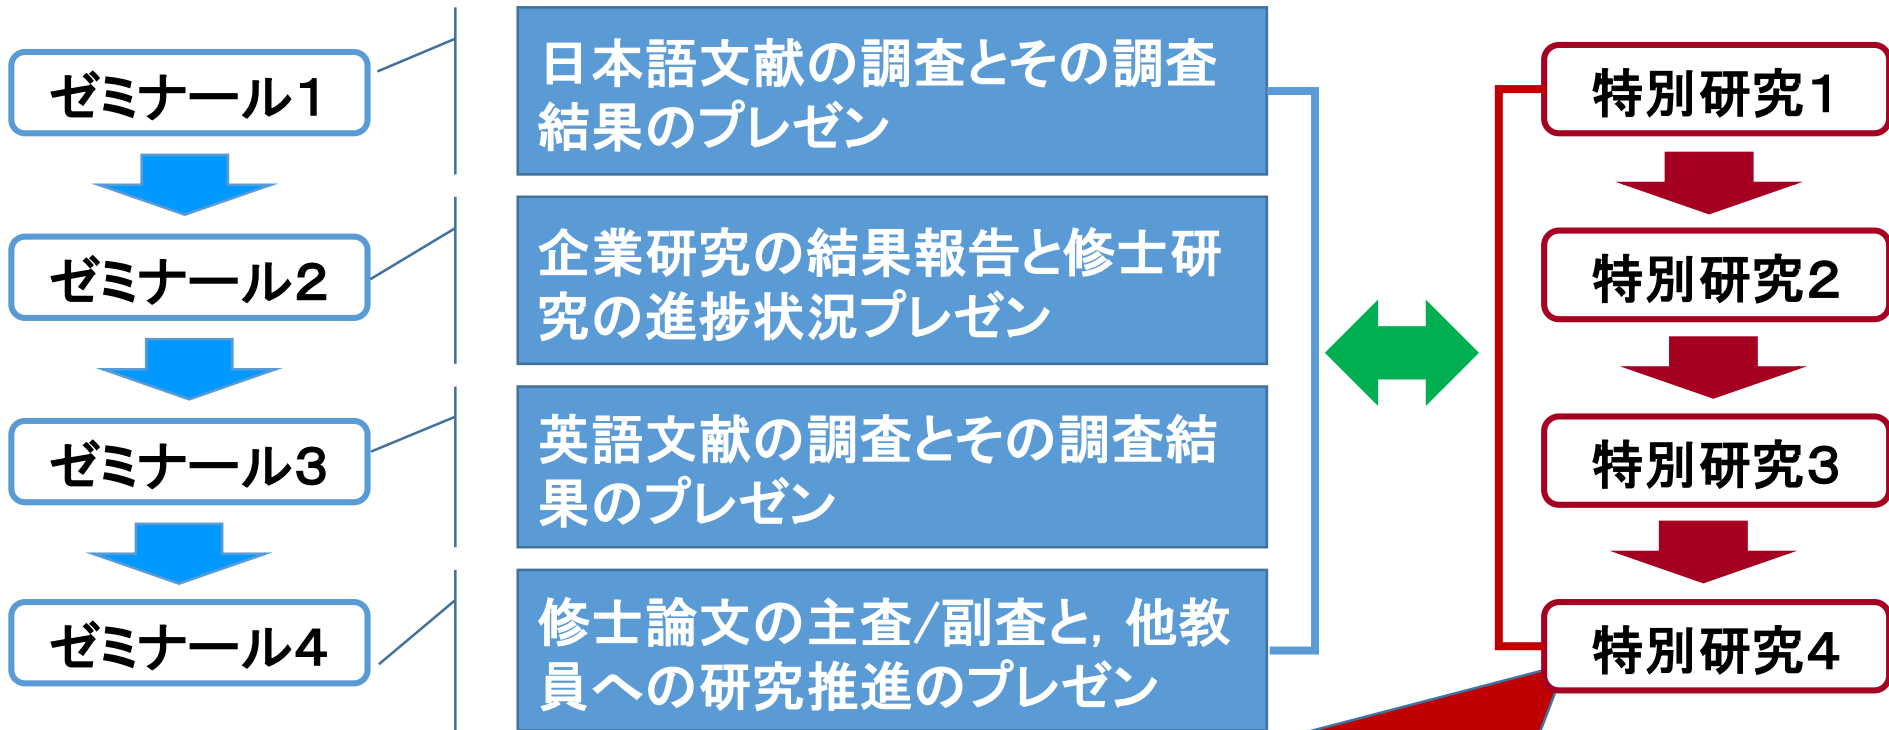 ゼミナール1
日本語文献の調査とその調査
結果のプレゼン
特別研究1
ゼミナール2
企業研究の結果報告と修士研
究の進捗状況プレゼン
特別研究2
ゼミナール3
英語文献の調査とその調査結
果のプレゼン
特別研究3
ゼミナール4
修士論文の主査/副査と, 他教
員への研究推進のプレゼン
特別研究4